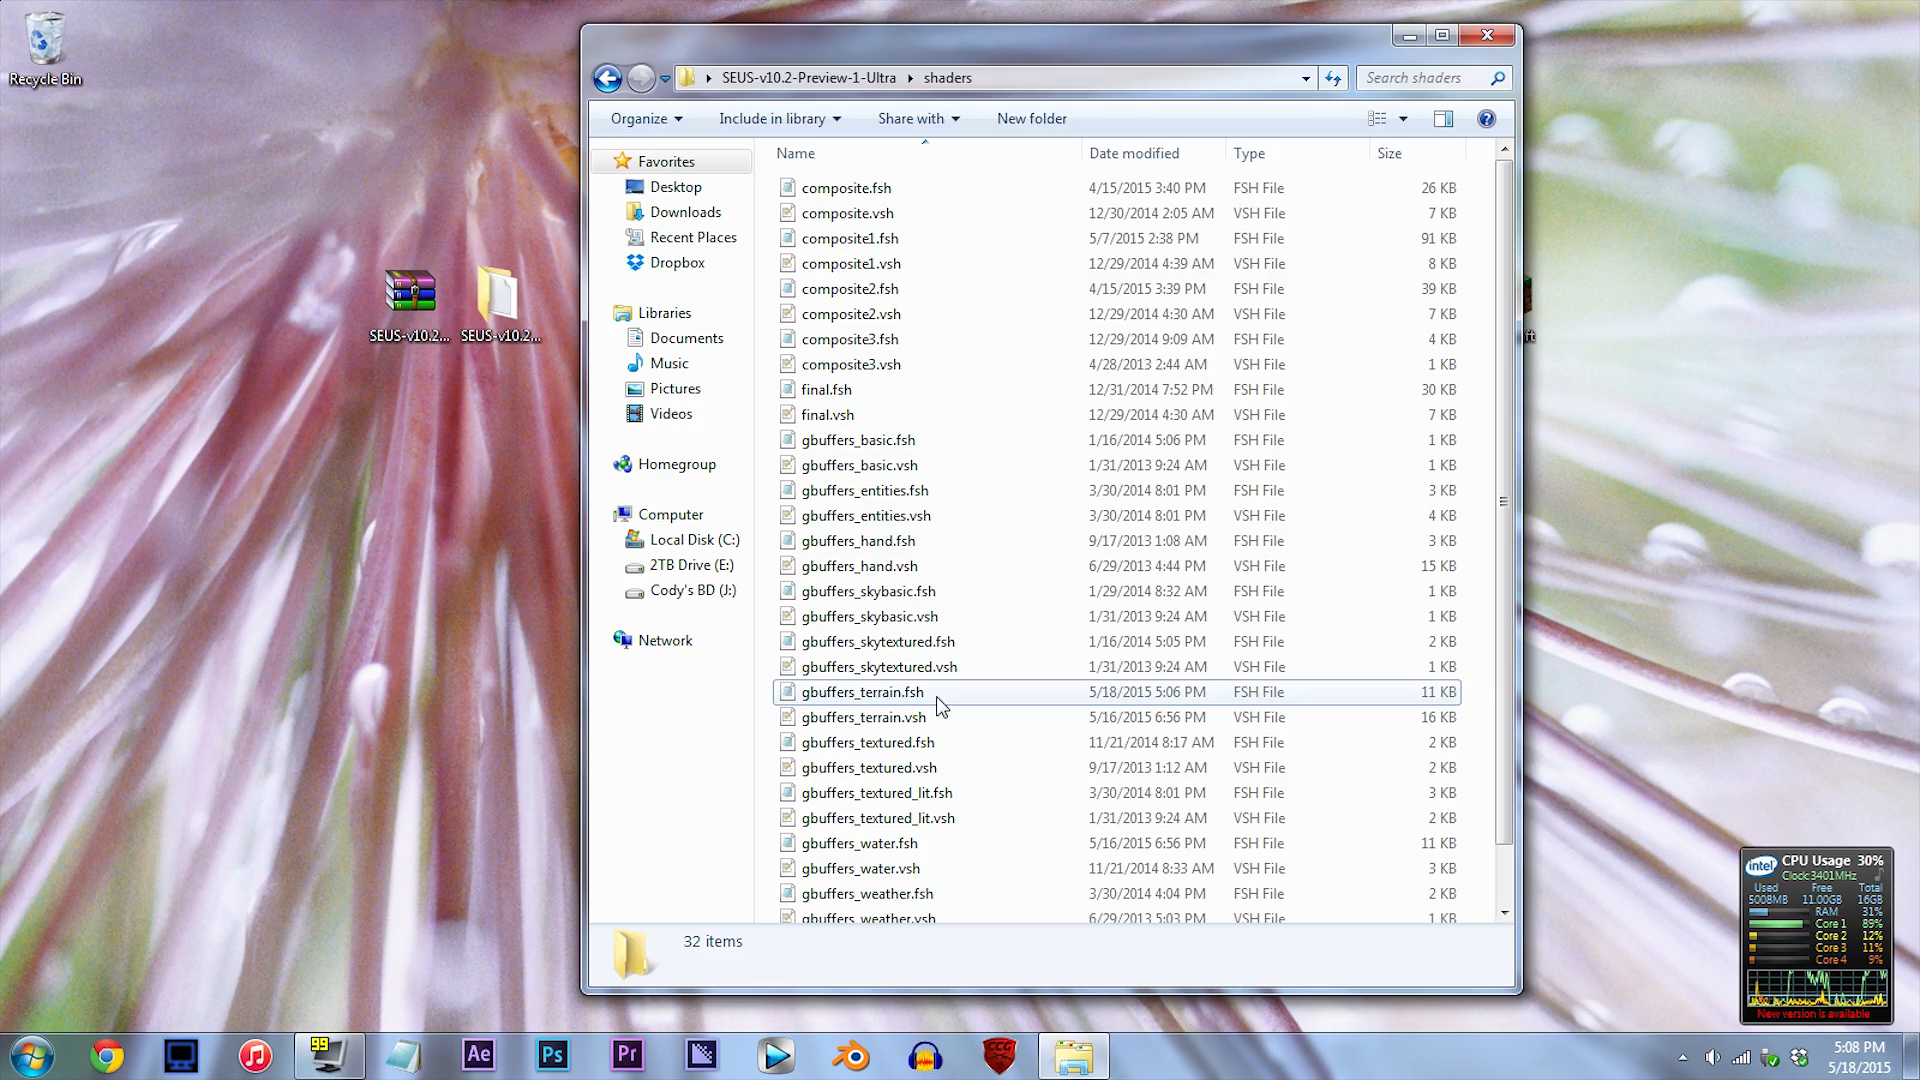 Recycle Bin
SEUS-v10.2...
SEUS-v10.2...
SEUS-v10.2-Preview-1-Ultra
shaders
Search shaders
Organize
Include in library
Share with
New folder
Name
Date modified
Type
Size
Favorites
Desktop
Downloads
Recent Places
Dropbox
Libraries
Documents
Music
Pictures
Videos
Homegroup
Computer
Local Disk (C:)
2TB Drive (E:)
Cody's BD (J:)
Network
composite.fsh 4/15/2015 3:40 PM FSH File 26 KB
composite.vsh 12/30/2014 2:05 AM VSH File 7 KB
composite1.fsh 5/7/2015 2:38 PM FSH File 91 KB
composite1.vsh 12/29/2014 4:39 AM VSH File 8 KB
composite2.fsh 4/15/2015 3:39 PM FSH File 39 KB
composite2.vsh 12/29/2014 4:30 AM VSH File 7 KB
composite3.fsh 12/29/2014 9:09 AM FSH File 4 KB
composite3.vsh 4/28/2013 2:44 AM VSH File 1 KB
final.fsh 12/31/2014 7:52 PM FSH File 30 KB
final.vsh 12/29/2014 4:30 AM VSH File 7 KB
gbuffers_basic.fsh 1/16/2014 5:06 PM FSH File 1 KB
gbuffers_basic.vsh 1/31/2013 9:24 AM VSH File 1 KB
gbuffers_entities.fsh 3/30/2014 8:01 PM FSH File 3 KB
gbuffers_entities.vsh 3/30/2014 8:01 PM VSH File 4 KB
gbuffers_hand.fsh 9/17/2013 1:08 AM FSH File 3 KB
gbuffers_hand.vsh 6/29/2013 4:44 PM VSH File 15 KB
gbuffers_skybasic.fsh 1/29/2014 8:32 AM FSH File 1 KB
gbuffers_skybasic.vsh 1/31/2013 9:24 AM VSH File 1 KB
gbuffers_skytextured.fsh 1/16/2014 5:05 PM FSH File 2 KB
gbuffers_skytextured.vsh 1/31/2013 9:24 AM VSH File 1 KB
gbuffers_terrain.fsh 5/18/2015 5:06 PM FSH File 11 KB
gbuffers_terrain.vsh 5/16/2015 6:56 PM VSH File 16 KB
gbuffers_textured.fsh 11/21/2014 8:17 AM FSH File 2 KB
gbuffers_textured.vsh 9/17/2013 1:12 AM VSH File 2 KB
gbuffers_textured_lit.fsh 3/30/2014 8:01 PM FSH File 3 KB
gbuffers_textured_lit.vsh 1/31/2013 9:24 AM VSH File 2 KB
gbuffers_water.fsh 5/16/2015 6:56 PM FSH File 11 KB
gbuffers_water.vsh 11/21/2014 8:33 AM VSH File 3 KB
gbuffers_weather.fsh 3/30/2014 4:04 PM FSH File 2 KB
gbuffers_weather.vsh 6/29/2013 5:03 PM VSH File 1 KB
32 items
ft
intel CPU Usage 30%
Clock:3401MHz
Used Free Total
5008MB 11.00GB 16GB
RAM 31%
Core 1 89%
Core 2 12%
Core 3 11%
Core 4 9%
New version is available
99
Ae
Ps
Pr
CCG
5:08 PM
5/18/2015